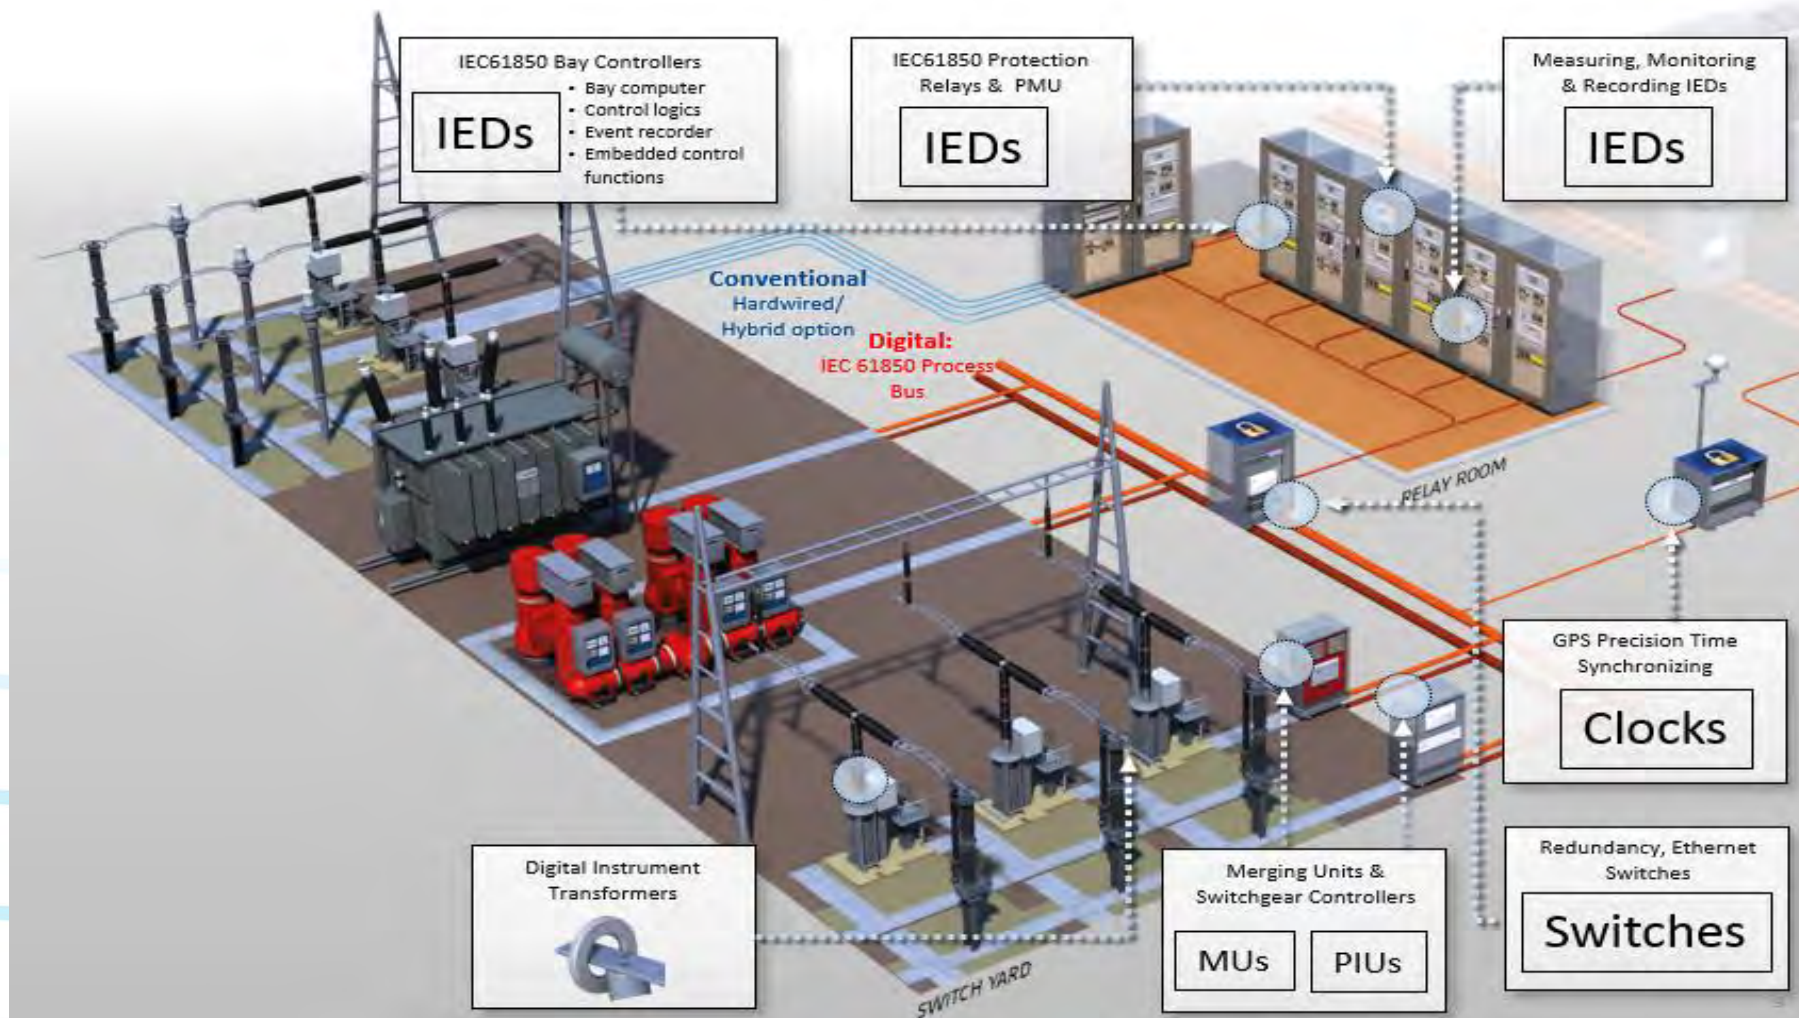 IEC61850 Bay Controllers
IEDs
• Bay computer
• Control logics
• Event recorder
• Embedded control
functions
IEC61850 Protection
Relays & PMU
IEDs
Measuring, Monitoring
& Recording IEDs
IEDs
Conventional
Hardwired/
Hybrid option
Digital:
IEC 61850 Process
Bus
RELAY ROOM
GPS Precision Time
Synchronizing
Clocks
Digital Instrument
Transformers
Merging Units &
Switchgear Controllers
MUs
PIUs
Redundancy, Ethernet
Switches
Switches
SWITCH YARD